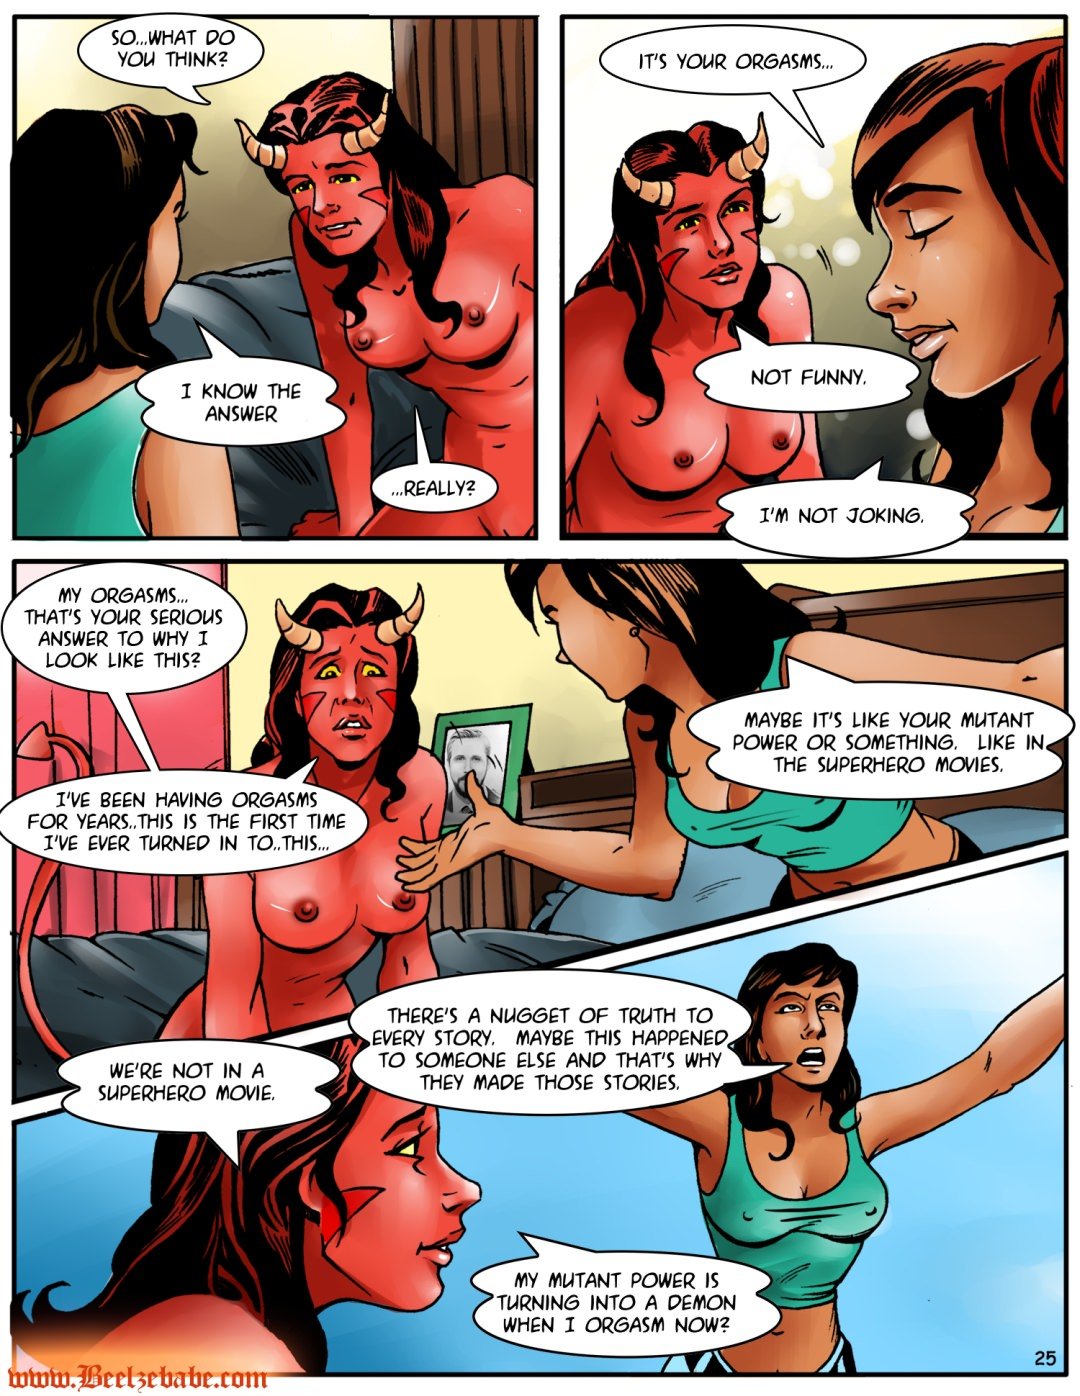 SO...WHAT DO
YOU THINK?
I KNOW THE
ANSWER
...REALLY?
IT'S YOUR ORGASMS...
NOT FUNNY.
I'M NOT JOKING.
MY ORGASMS...
THAT'S YOUR SERIOUS
ANSWER TO WHY I
LOOK LIKE THIS?
I'VE BEEN HAVING ORGASMS
FOR YEARS..THIS IS THE FIRST TIME
I'VE EVER TURNED IN TO..THIS...
MAYBE IT'S LIKE YOUR MUTANT
POWER OR SOMETHING. LIKE IN
THE SUPERHERO MOVIES.
WE'RE NOT IN A
SUPERHERO MOVIE.
THERE'S A NUGGET OF TRUTH TO
EVERY STORY. MAYBE THIS HAPPENED
TO SOMEONE ELSE AND THAT'S WHY
THEY MADE THOSE STORIES.
MY MUTANT POWER IS
TURNING INTO A DEMON
WHEN I ORGASM NOW?
25
www.Beelzebabe.com